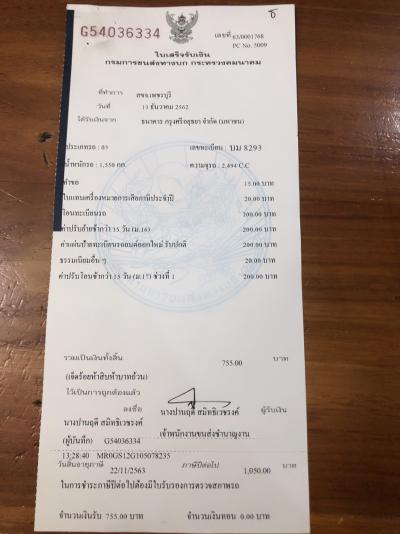 G54036334
เลขที่ 63/0001768
PC No. 3009
ใบเสร็จรับเงิน
กรมการขนส่งทางบก กระทรวงคมนาคม
ที่ทำการ สขจ.เพชรบุรี
วันที่ 13 ธันวาคม 2562
ได้รับเงินจาก ธนาคาร กรุงศรีอยุธยา จำกัด (มหาชน)
ประเภทรถ : 03 เลขทะเบียน : บม 8293
น้ำหนักรถ : 1,550 กก. ความจุรถ : 2,494 C.C
ค่าขอ 15.00 บาท
ใบแทนเครื่องหมายการเสียภาษีประจำปี 20.00 บาท
โอนทะเบียนรถ 100.00 บาท
ค่าปรับย้ายช้ากว่า 15 วัน (ม.16) 200.00 บาท
ค่าแผ่นป้ายทะเบียนรถยนต์ออกใหม่ รับปกติ 200.00 บาท
ธรรมเนียมอื่น ๆ 20.00 บาท
ค่าปรับโอนช้ากว่า 15 วัน (ม.17) ช่วงที่ 1 200.00 บาท
รวมเป็นเงินทั้งสิ้น 755.00 บาท
(เจ็ดร้อยห้าสิบห้าบาทถ้วน)
ไว้เป็นการถูกต้องแล้ว
ลงชื่อ ผู้รับเงิน
นางปานฤดี สมิทธิเวชรงค์ นางปานฤดี สมิทธิเวชรงค์
(ผู้บันทึก) G54036334 เจ้าพนักงานขนส่งชำนาญงาน
13:28:40 MR0GS12G105078235
วันสิ้นอายุภาษี 22/11/2563 ภาษีปีต่อไป 1,050.00 บาท
ในการชำระภาษีปีต่อไปต้องมีใบรับรองการตรวจสภาพรถ
จำนวนเงินรับ 755.00 บาท จำนวนเงินทอน 0.00 บาท